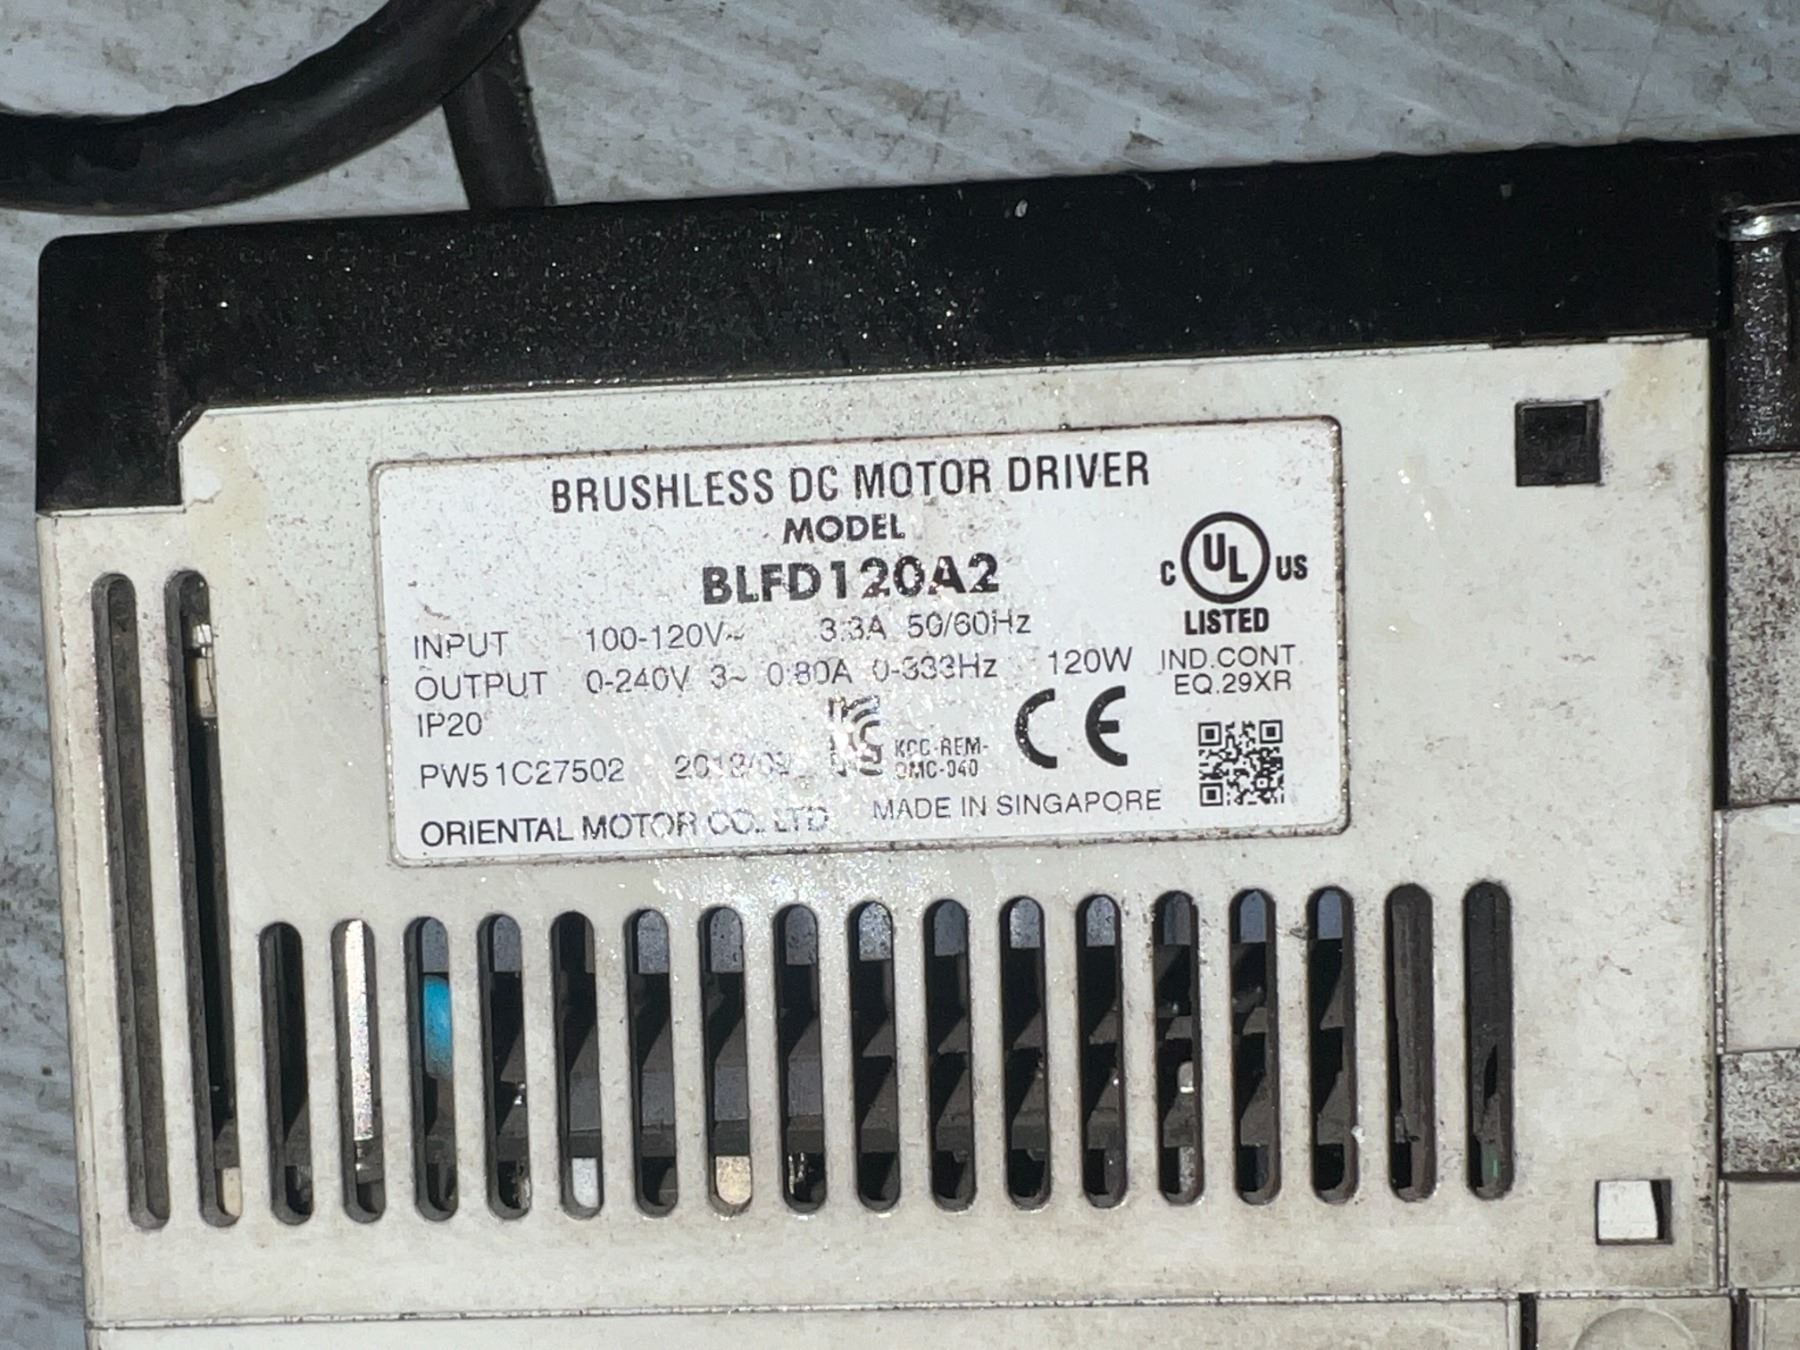 BRUSHLESS DC MOTOR DRIVER
MODEL
BLFD120A2
C UL US
LISTED
INPUT 100-120V~ 3.3A 50/60Hz
OUTPUT 0-240V 3~ 0.80A 0-333Hz 120W
IND.CONT.
EQ.29XR
IP20
CE
KCC-REM-
OMC-040
PW51C27502
ORIENTAL MOTOR CO. LTD
MADE IN SINGAPORE